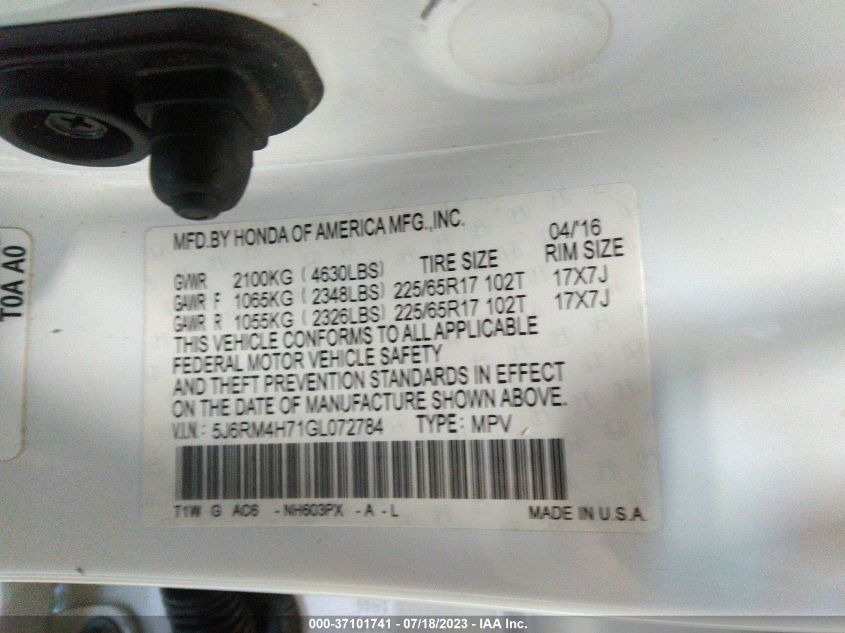 T0A A0
MFD.BY HONDA OF AMERICA MFG.,INC.
04/'16
GVWR 2100KG ( 4630LBS) TIRE SIZE RIM SIZE
GAWR F 1065KG ( 2348LBS) 225/65R17 102T 17X7J
GAWR R 1055KG ( 2326LBS) 225/65R17 102T 17X7J
THIS VEHICLE CONFORMS TO ALL APPLICABLE
FEDERAL MOTOR VEHICLE SAFETY
AND THEFT PREVENTION STANDARDS IN EFFECT
ON THE DATE OF MANUFACTURE SHOWN ABOVE.
V.I.N.: 5J6RM4H71GL072784 TYPE: MPV
T1W G AC6 - NH603PX - A - L MADE IN U.S.A.
000-37101741 - 07/18/2023 - IAA Inc.